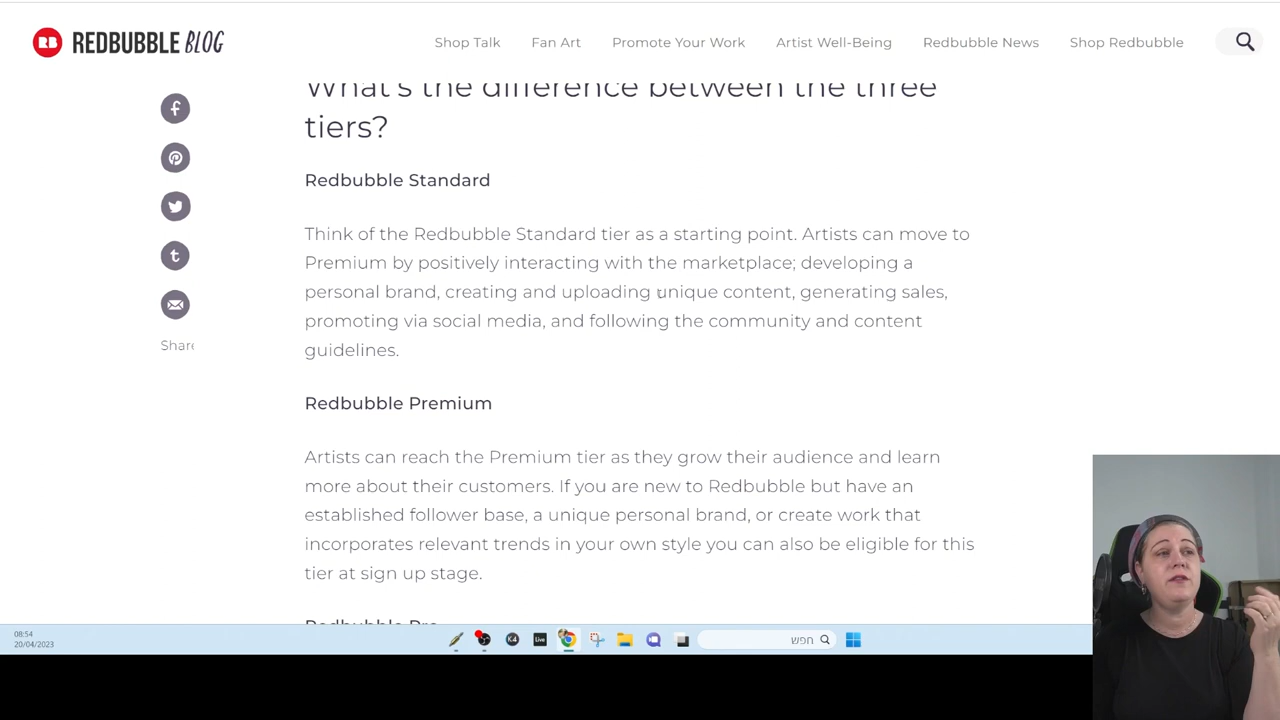 RB REDBUBBLE BLOG
Shop Talk
Fan Art
Promote Your Work
Artist Well-Being
Redbubble News
Shop Redbubble
What's the difference between the three
tiers?
Share
Redbubble Standard
Think of the Redbubble Standard tier as a starting point. Artists can move to
Premium by positively interacting with the marketplace; developing a
personal brand, creating and uploading unique content, generating sales,
promoting via social media, and following the community and content
guidelines.
Redbubble Premium
Artists can reach the Premium tier as they grow their audience and learn
more about their customers. If you are new to Redbubble but have an
established follower base, a unique personal brand, or create work that
incorporates relevant trends in your own style you can also be eligible for this
tier at sign up stage.
Redbubble Pro
08:54
20/04/2023
K4
Live
חפש